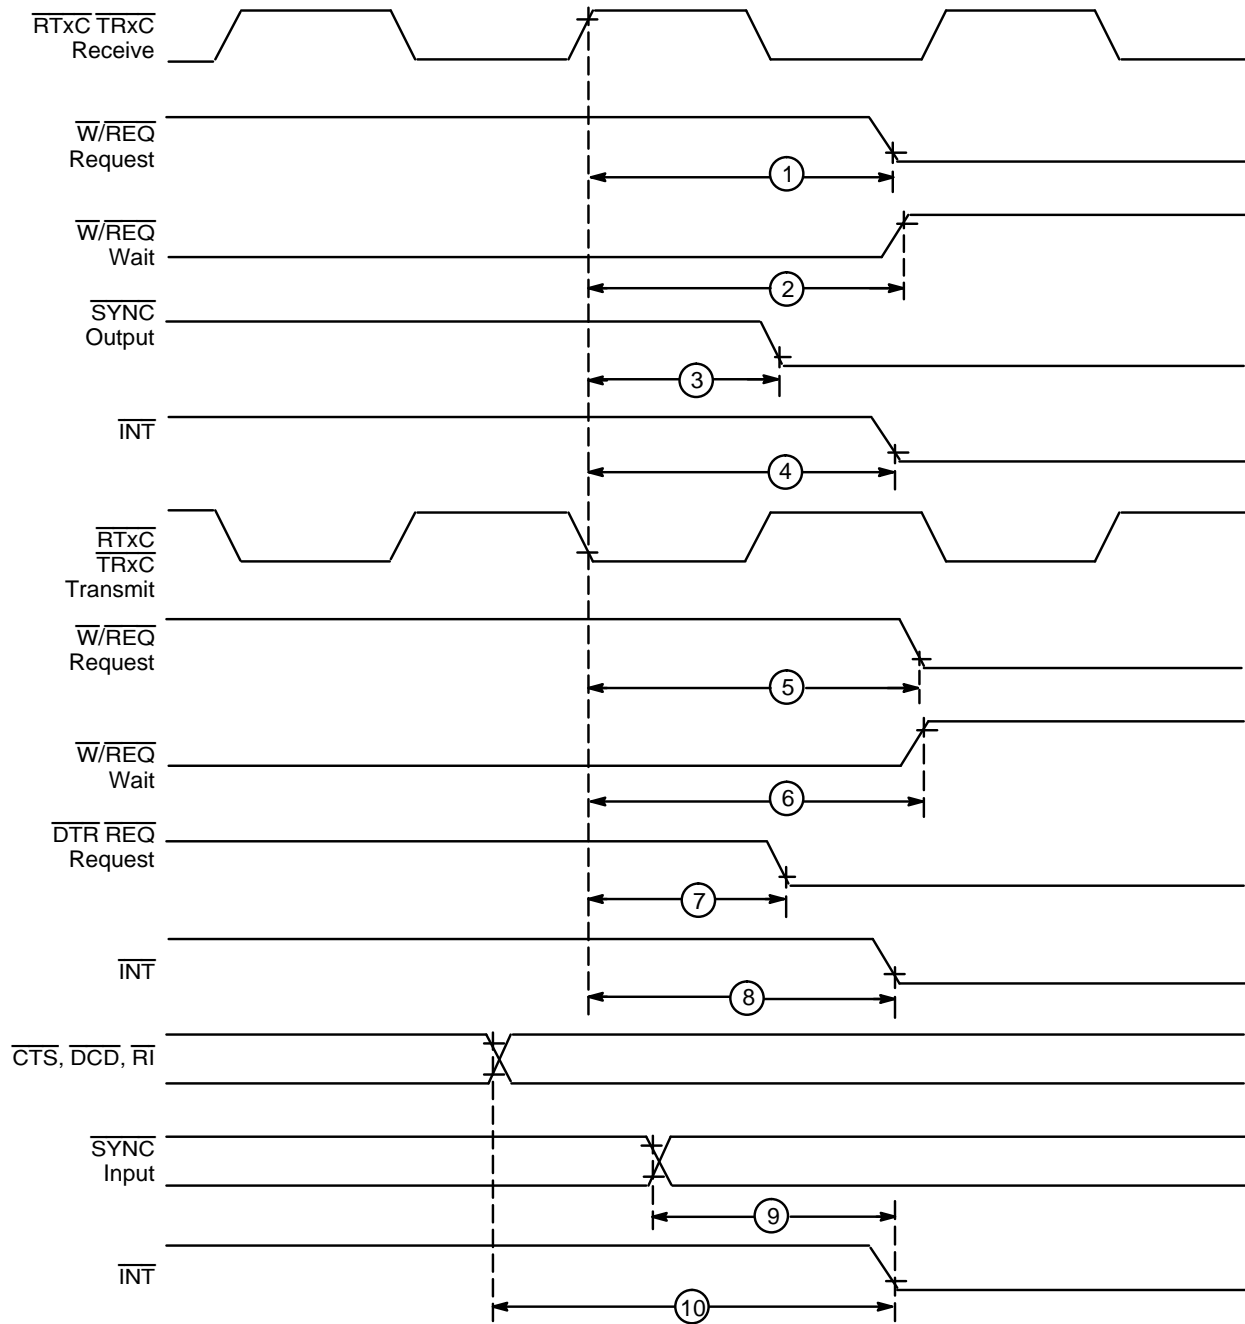 RTxC TRxC
Receive
W/REQ
Request
1
W/REQ
Wait
2
SYNC
Output
3
INT
4
RTxC
TRxC
Transmit
W/REQ
Request
5
W/REQ
Wait
6
DTR REQ
Request
7
INT
8
CTS, DCD, RI
SYNC
Input
9
INT
10